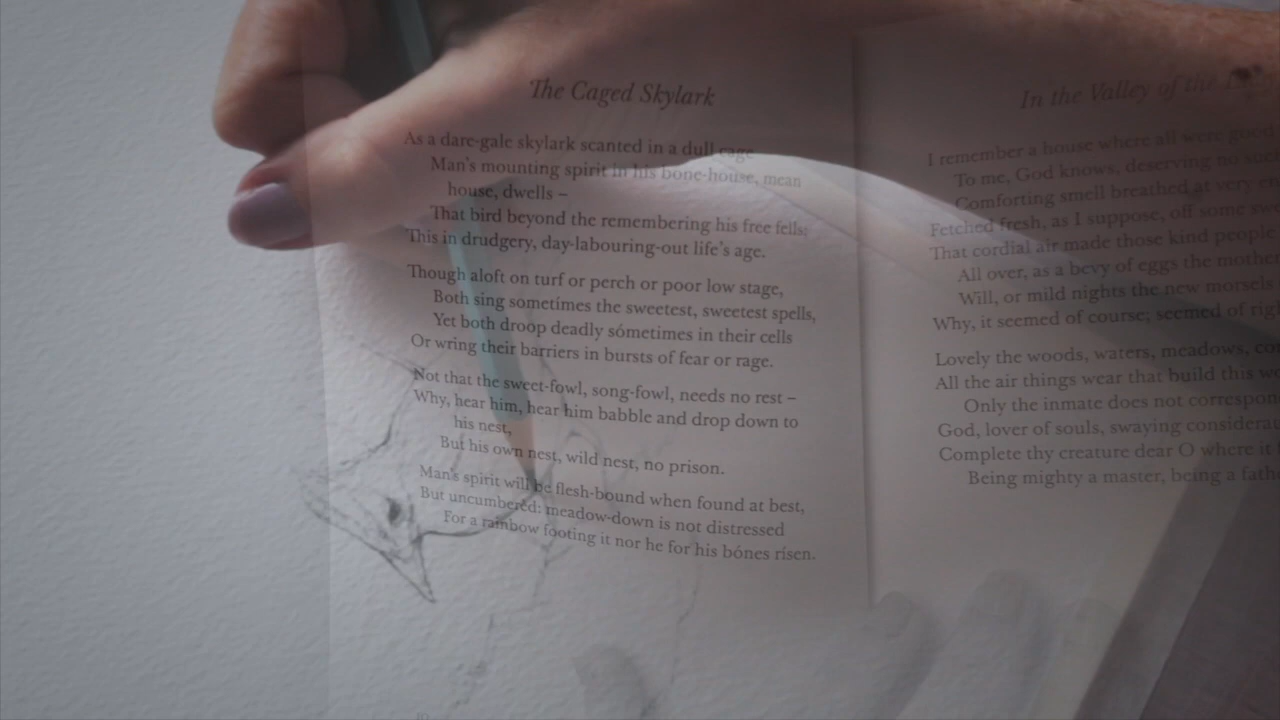 The Caged Skylark
As a dare-gale skylark scanted in a dull cage
Man's mounting spirit in his bone-house, mean
house, dwells –
That bird beyond the remembering his free fells;
This in drudgery, day-labouring-out life's age.
Though aloft on turf or perch or poor low stage,
Both sing sometímes the sweetest, sweetest spells,
Yet both droop deadly sómetimes in their cells
Or wring their barriers in bursts of fear or rage.
Not that the sweet-fowl, song-fowl, needs no rest –
Why, hear him, hear him babble and drop down to
his nest,
But his own nest, wild nest, no prison.
Man's spirit will be flesh-bound when found at best,
But uncumberèd: meadow-down is not distressed
For a rainbow footing it nor he for his bónes rísen.
In the Valley of the
I remember a house where all were good
To me, God knows, deserving no such
Comforting smell breathed at very
Fetched fresh, as I suppose, off some
That cordial air made those kind people
All over, as a bevy of eggs the mother
Will, or mild nights the new morsels
Why, it seemed of course; seemed of
Lovely the woods, waters, meadows,
All the air things wear that build this
Only the inmate does not
God, lover of souls, swaying
Complete thy creature dear O where it
Being mighty a master, being a